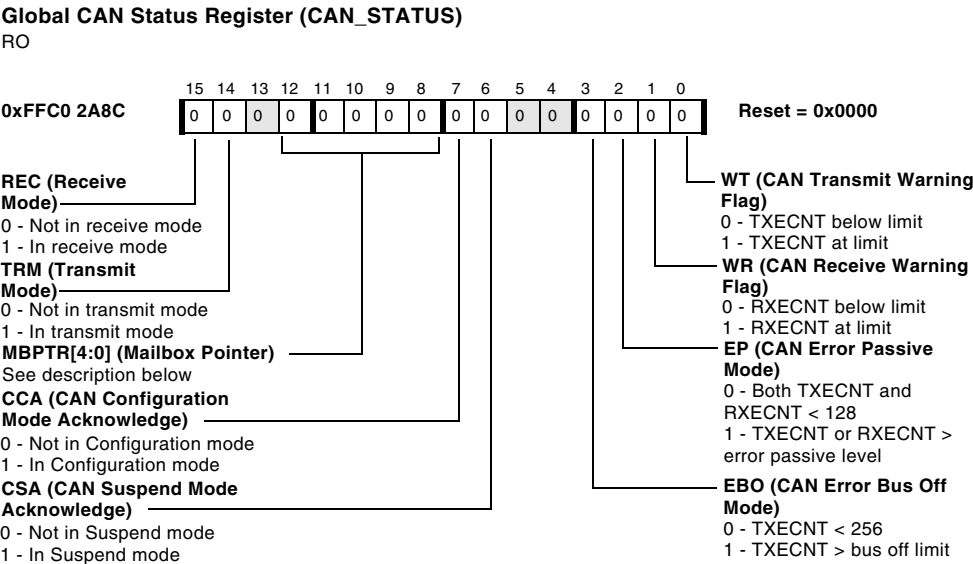 Global CAN Status Register (CAN_STATUS)
RO
15 14 13 12 11 10 9 8 7 6 5 4 3 2 1 0
0xFFC0 2A8C
0 0 0 0 0 0 0 0 0 0 0 0 0 0 0 0
Reset = 0x0000
REC (Receive
Mode)
0 - Not in receive mode
1 - In receive mode
TRM (Transmit
Mode)
0 - Not in transmit mode
1 - In transmit mode
MBPTR[4:0] (Mailbox Pointer)
See description below
CCA (CAN Configuration
Mode Acknowledge)
0 - Not in Configuration mode
1 - In Configuration mode
CSA (CAN Suspend Mode
Acknowledge)
0 - Not in Suspend mode
1 - In Suspend mode
WT (CAN Transmit Warning
Flag)
0 - TXECNT below limit
1 - TXECNT at limit
WR (CAN Receive Warning
Flag)
0 - RXECNT below limit
1 - RXECNT at limit
EP (CAN Error Passive
Mode)
0 - Both TXECNT and
RXECNT < 128
1 - TXECNT or RXECNT >
error passive level
EBO (CAN Error Bus Off
Mode)
0 - TXECNT < 256
1 - TXECNT > bus off limit